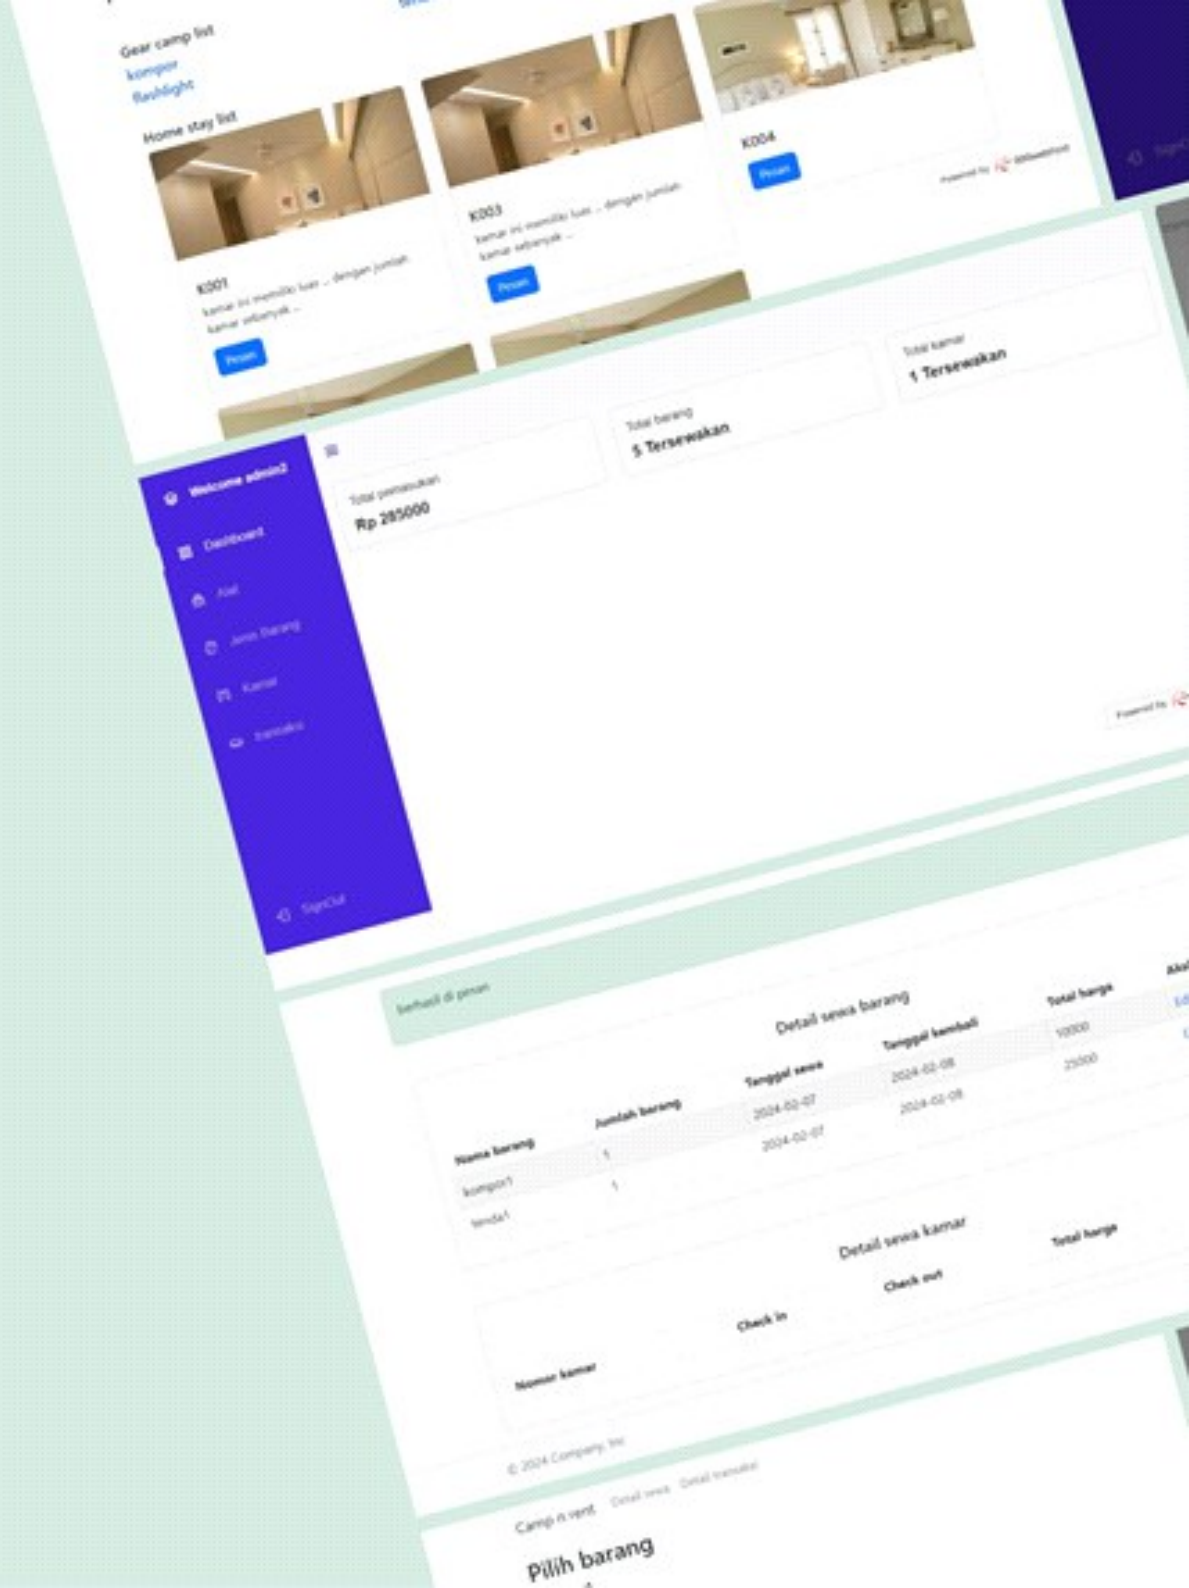 Gear camp list
kompor
flashlight
Home stay list
K001
kamar ini memiliki luas ... dengan jumlah
kamar sebanyak ...
Pesan
K003
kamar ini memiliki luas ... dengan jumlah
kamar sebanyak ...
Pesan
K004
Pesan
Powered by
Welcome admin2
Dashboard
Alat
Jenis Barang
Kamar
transaksi
SignOut
Total pemasukan
Rp 285000
Total barang
5 Tersewakan
Total kamar
1 Tersewakan
Powered by
berhasil di pesan
Detail sewa barang
Nama barang Jumlah barang Tanggal sewa Tanggal kembali Total harga
kompor1 1 2024-02-07 2024-02-08 10000
tenda1 1 2024-02-07 2024-02-08 25000
Detail sewa kamar
Nomor kamar Check in Check out Total harga
© 2024 Company, Inc
Camp n vent Detail sewa Detail transaksi
Pilih barang